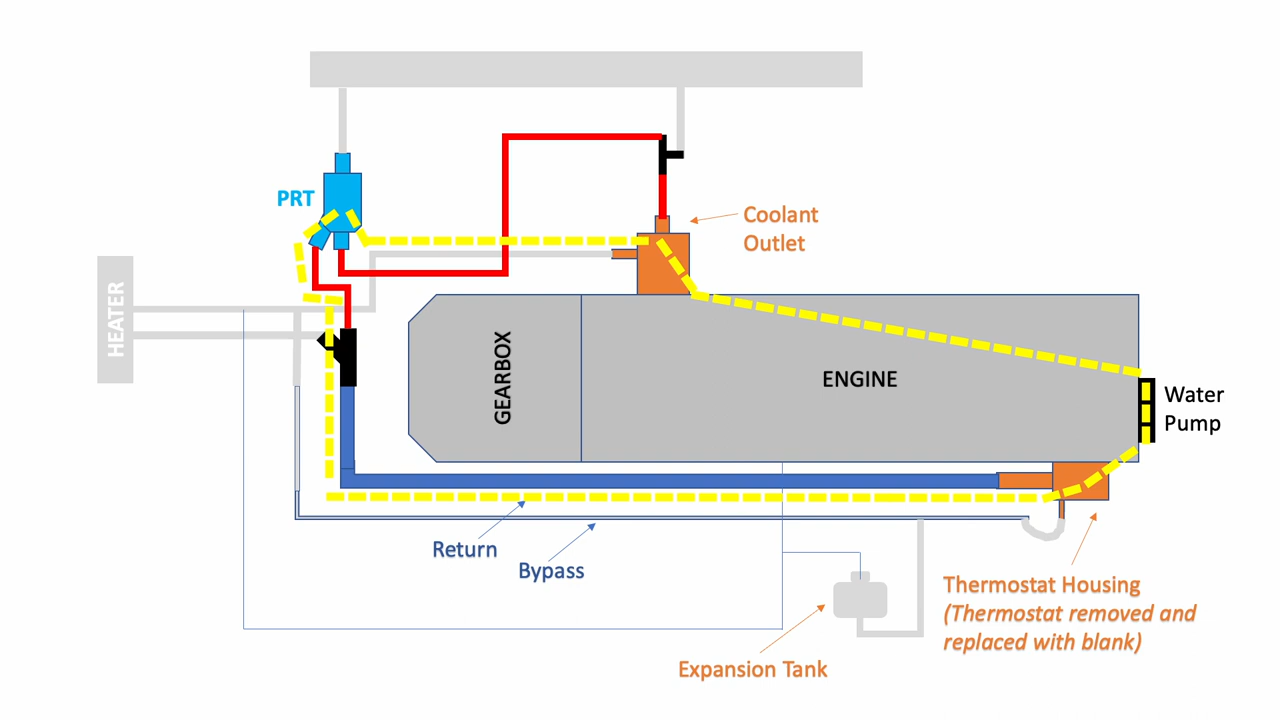 PRT
Coolant
Outlet
HEATER
GEARBOX
ENGINE
Water
Pump
Return
Bypass
Thermostat Housing
(Thermostat removed and
replaced with blank)
Expansion Tank